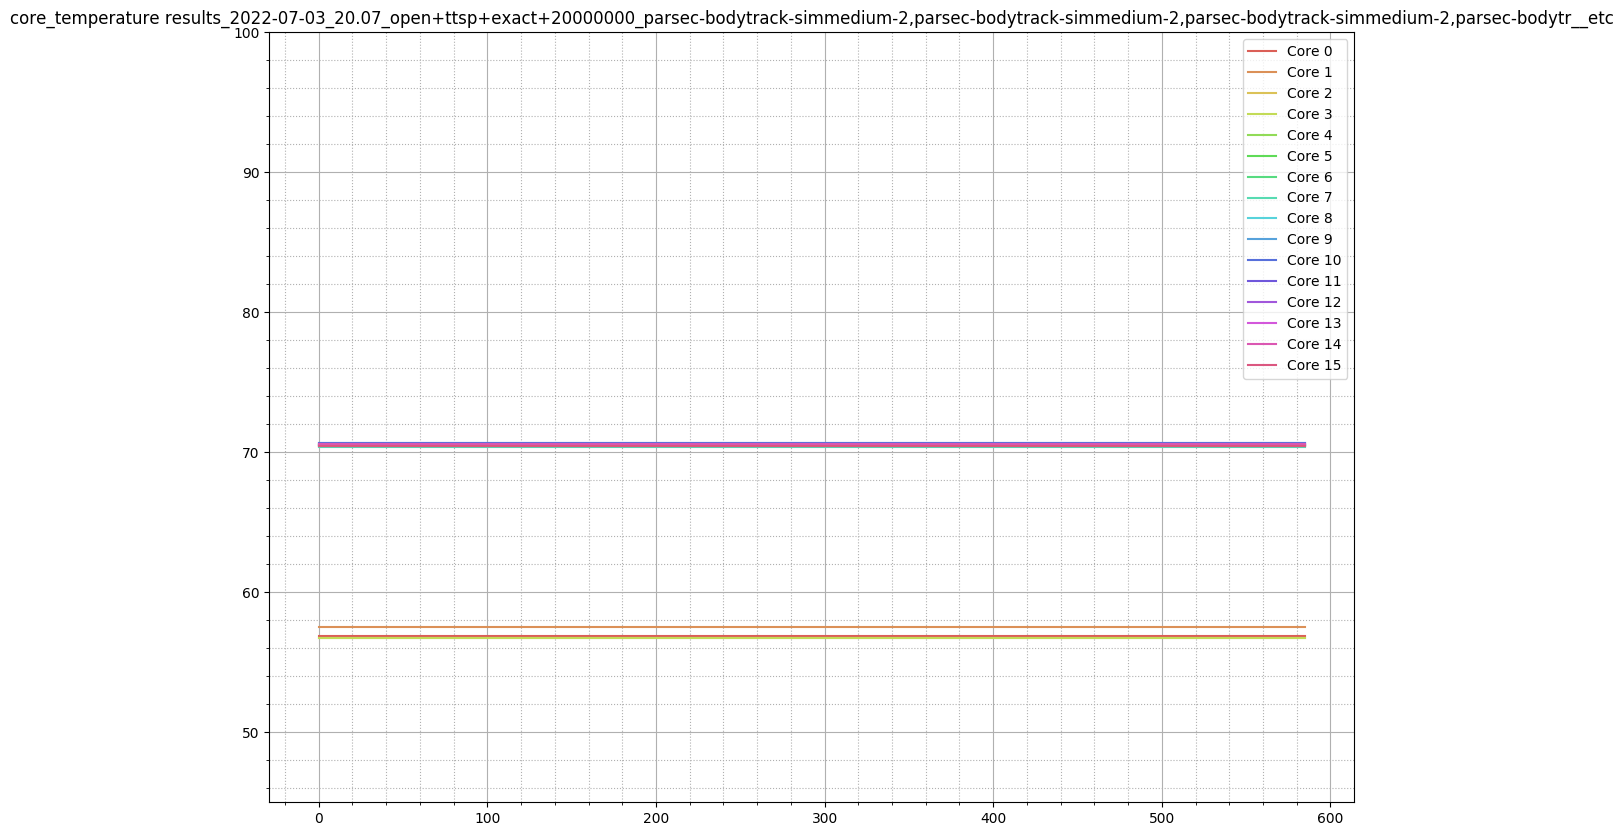 core_temperature results_2022-07-03_20.07_open+ttsp+exact+20000000_parsec-bodytrack-simmedium-2,parsec-bodytrack-simmedium-2,parsec-bodytrack-simmedium-2,parsec-bodytr__etc
100
90
80
70
60
50
0 100 200 300 400 500 600
Core 0
Core 1
Core 2
Core 3
Core 4
Core 5
Core 6
Core 7
Core 8
Core 9
Core 10
Core 11
Core 12
Core 13
Core 14
Core 15